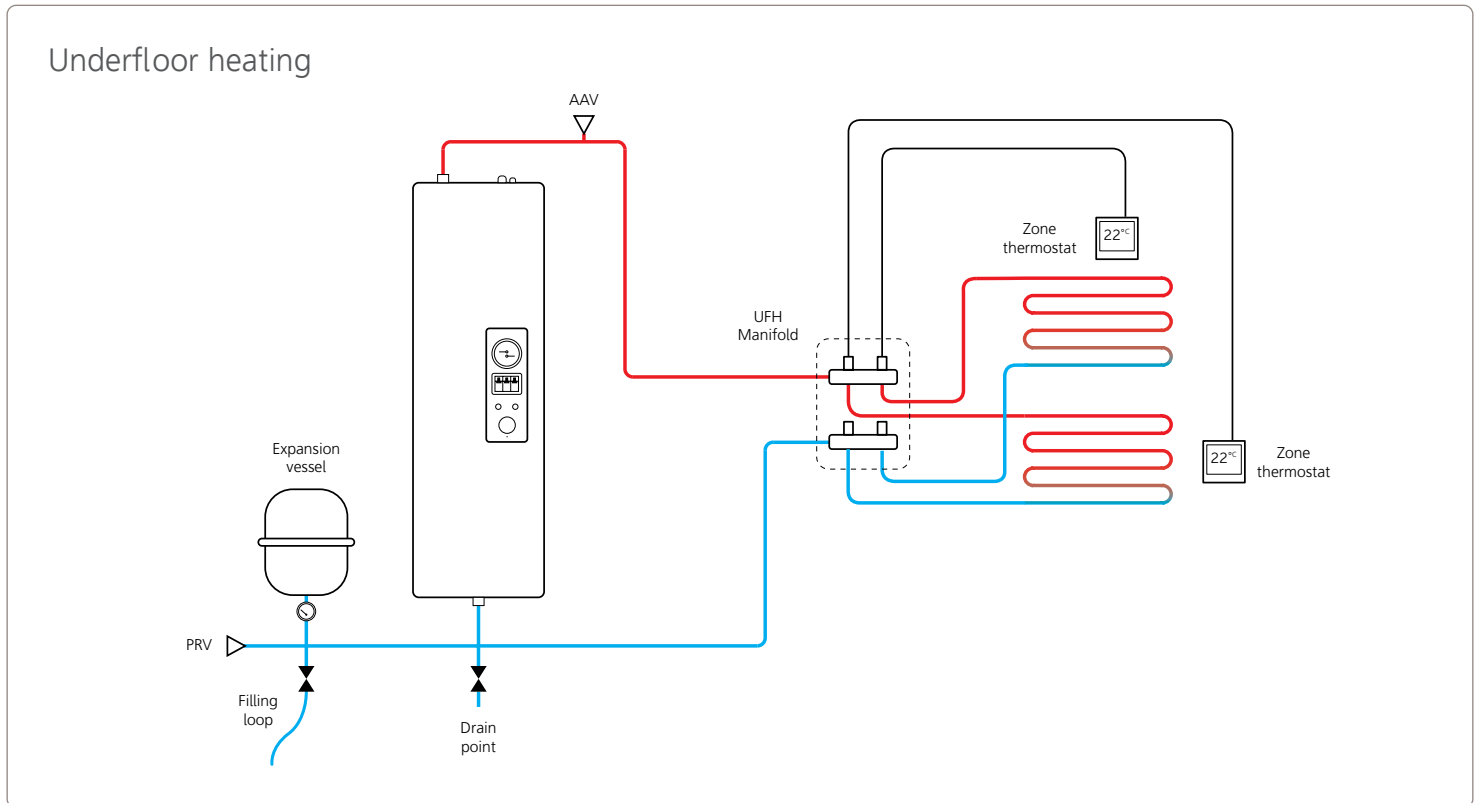 Underfloor heating
AAV
Zone
thermostat
22°C
UFH
Manifold
Expansion
vessel
22°C
Zone
thermostat
PRV
Filling
loop
Drain
point